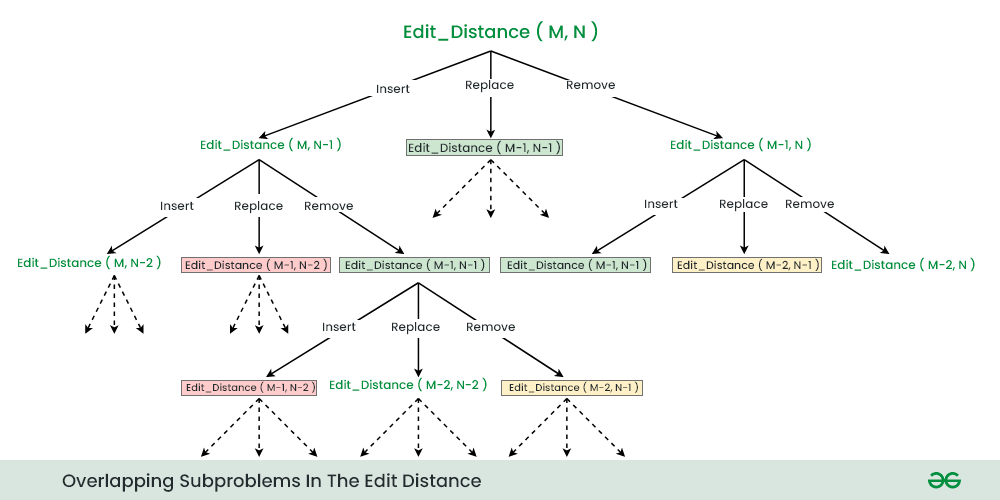 Edit_Distance ( M, N )
Insert Replace Remove
Edit_Distance ( M, N-1 ) Edit_Distance ( M-1, N-1 ) Edit_Distance ( M-1, N )
Insert Replace Remove Insert Replace Remove
Edit_Distance ( M, N-2 ) Edit_Distance ( M-1, N-2 ) Edit_Distance ( M-1, N-1 ) Edit_Distance ( M-1, N-1 ) Edit_Distance ( M-2, N-1 ) Edit_Distance ( M-2, N )
Insert Replace Remove
Edit_Distance ( M-1, N-2 ) Edit_Distance ( M-2, N-2 ) Edit_Distance ( M-2, N-1 )
Overlapping Subproblems In The Edit Distance